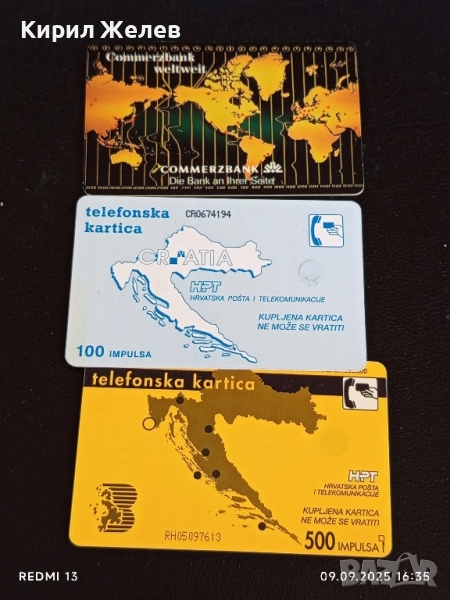 Кирил Желев
Commerzbank
weltweit
COMMERZBANK
Die Bank an Ihrer Seite
telefonska
kartica
CR0674194
CROATIA
HPT
HRVATSKA POŠTA I TELEKOMUNIKACIJE
KUPLJENA KARTICA
NE MOŽE SE VRATITI
100 IMPULSA
telefonska kartica
HPT
HRVATSKA POŠTA
I TELEKOMUNIKACIJE
KUPLJENA KARTICA
NE MOŽE SE VRATITI
RH05097613
500 IMPULSA
BAZAR
REDMI 13
09.09.2025 16:35